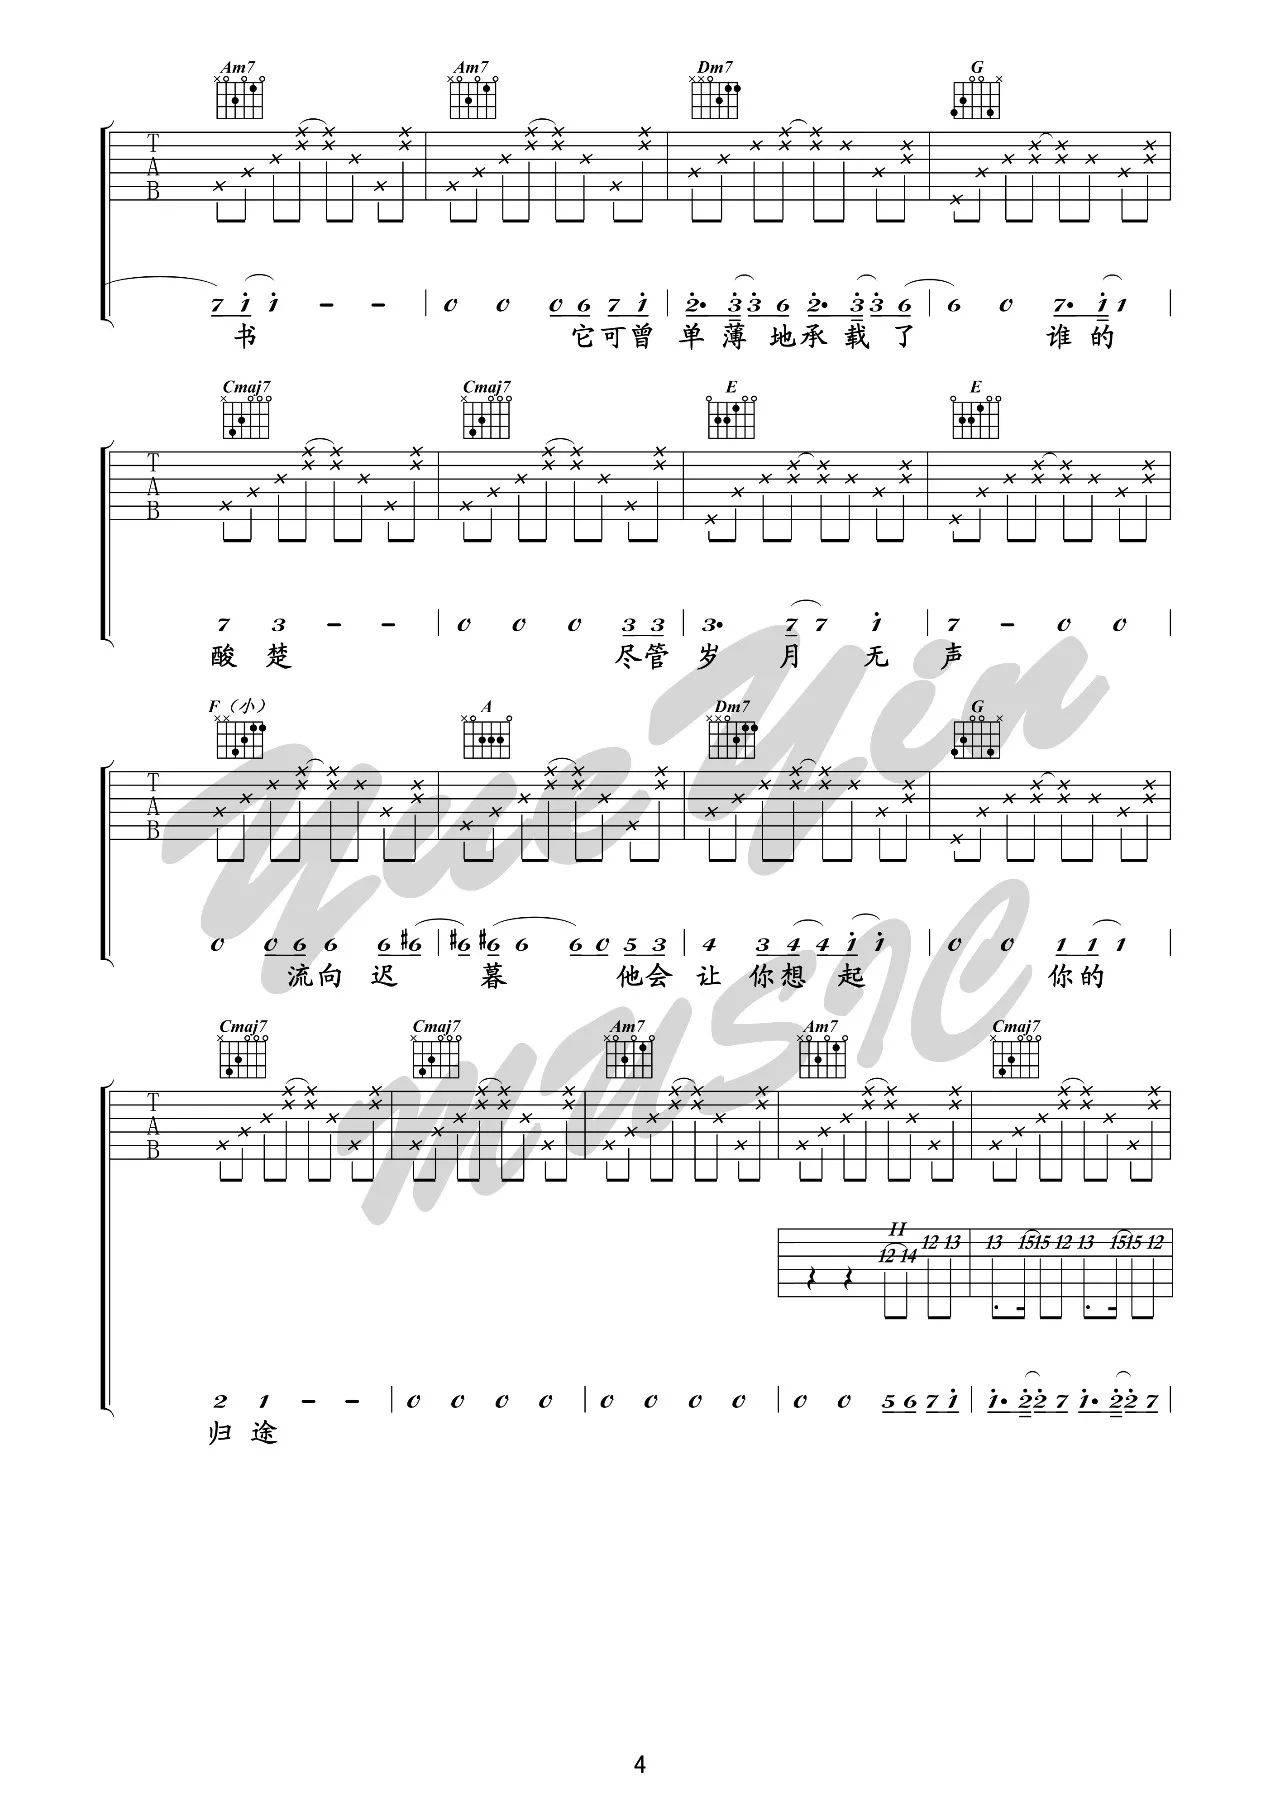 Am7 Am7 Dm7 G
T
A
B
7 1 1 - - | 0 0 0 6 7 1 | 2· 3 3 6 2· 3 3 6 | 6 0 7· 1 1 |
书 它可曾 单薄地承载了 谁的
Cmaj7 Cmaj7 E E
T
A
B
7 3 - - | 0 0 0 3 3 | 3· 7 7 1 | 7 - 0 0 |
酸楚 尽管 岁月无声
F（小） A Dm7 G
T
A
B
0 0 6 6 6 #6 | #6 #6 6 6 0 5 3 | 4 3 4 4 1 1 | 0 0 1 1 1 |
流向迟 暮 他会 让你想起 你的
Cmaj7 Cmaj7 Am7 Am7 Cmaj7
T
A
B
H
12 14 12 13 13 15 15 12 13 15 15 12
2 1 - - | 0 0 0 0 | 0 0 0 0 | 0 0 5 6 7 1 | 1· 2 2 7 1· 2 2 7 |
归途
YueYin
MUSIC
4